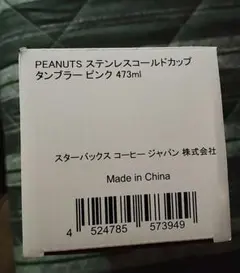 PEANUTS ステンレスコールドカップ
タンブラー ピンク 473ml
スターバックス コーヒー ジャパン 株式会社
Made in China
4 524785 573949